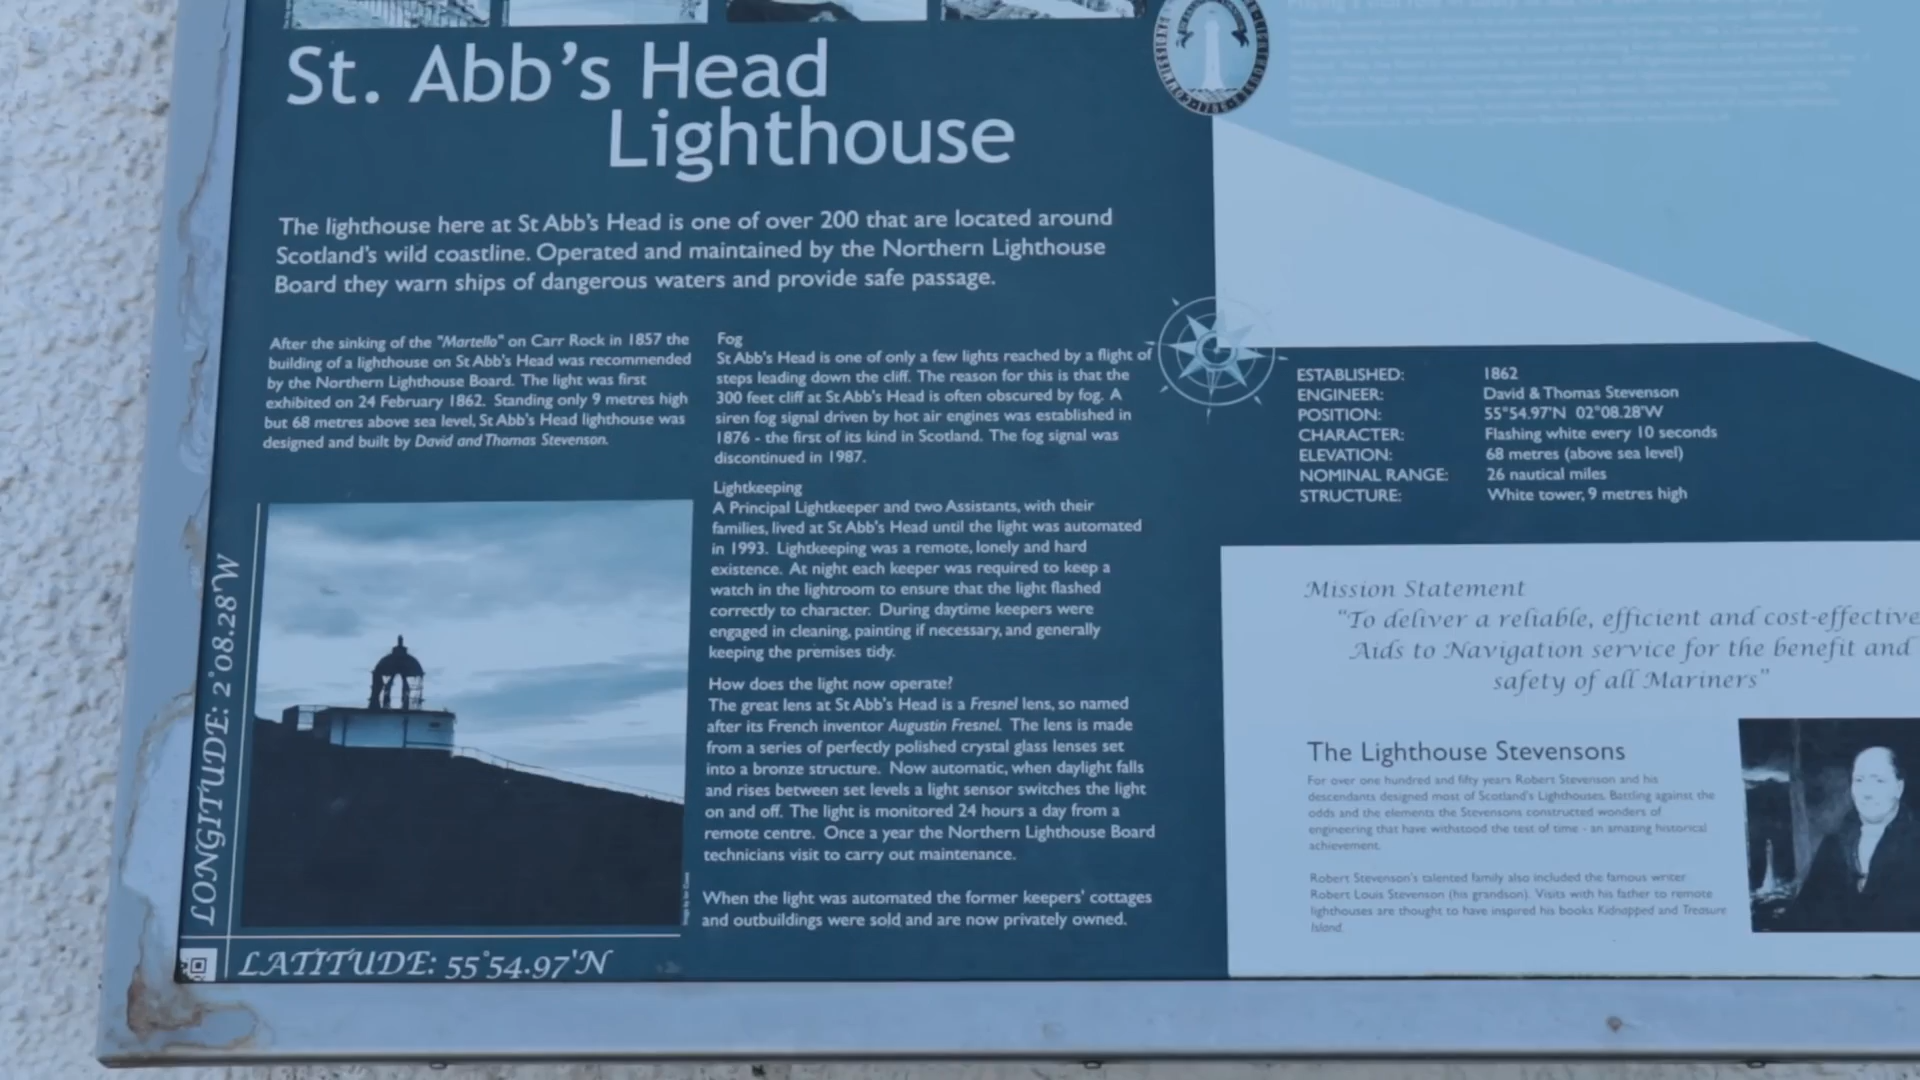 St. Abb's Head
Lighthouse
The lighthouse here at St Abb's Head is one of over 200 that are located around
Scotland's wild coastline. Operated and maintained by the Northern Lighthouse
Board they warn ships of dangerous waters and provide safe passage.
After the sinking of the "Martello" on Carr Rock in 1857 the
building of a lighthouse on St Abb's Head was recommended
by the Northern Lighthouse Board. The light was first
exhibited on 24 February 1862. Standing only 9 metres high
but 68 metres above sea level, St Abb's Head lighthouse was
designed and built by David and Thomas Stevenson.
LONGITUDE: 2°08.28'W
LATITUDE: 55°54.97'N
Fog
St Abb's Head is one of only a few lights reached by a flight of
steps leading down the cliff. The reason for this is that the
300 feet cliff at St Abb's Head is often obscured by fog. A
siren fog signal driven by hot air engines was established in
1876 - the first of its kind in Scotland. The fog signal was
discontinued in 1987.
Lightkeeping
A Principal Lightkeeper and two Assistants, with their
families, lived at St Abb's Head until the light was automated
in 1993. Lightkeeping was a remote, lonely and hard
existence. At night each keeper was required to keep a
watch in the lightroom to ensure that the light flashed
correctly to character. During daytime keepers were
engaged in cleaning, painting if necessary, and generally
keeping the premises tidy.
How does the light now operate?
The great lens at St Abb's Head is a Fresnel lens, so named
after its French inventor Augustin Fresnel. The lens is made
from a series of perfectly polished crystal glass lenses set
into a bronze structure. Now automatic, when daylight falls
and rises between set levels a light sensor switches the light
on and off. The light is monitored 24 hours a day from a
remote centre. Once a year the Northern Lighthouse Board
technicians visit to carry out maintenance.
When the light was automated the former keepers' cottages
and outbuildings were sold and are now privately owned.
ESTABLISHED: 1862
ENGINEER: David & Thomas Stevenson
POSITION: 55°54.97'N 02°08.28'W
CHARACTER: Flashing white every 10 seconds
ELEVATION: 68 metres (above sea level)
NOMINAL RANGE: 26 nautical miles
STRUCTURE: White tower, 9 metres high
Mission Statement
"To deliver a reliable, efficient and cost-effective
Aids to Navigation service for the benefit and
safety of all Mariners"
The Lighthouse Stevensons
For over one hundred and fifty years Robert Stevenson and his
descendants designed most of Scotland's Lighthouses. Battling against the
odds and the elements the Stevensons constructed wonders of
engineering that have withstood the test of time - an amazing historical
achievement.
Robert Stevenson's talented family also included the famous writer
Robert Louis Stevenson (his grandson). Visits with his father to remote
lighthouses are thought to have inspired his books Kidnapped and Treasure
Island.